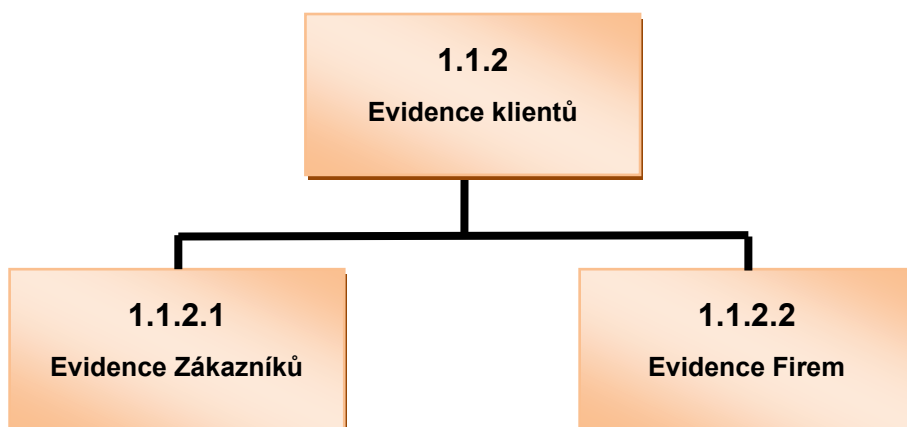 1.1.2
Evidence klientů
1.1.2.1
Evidence Zákazníků
1.1.2.2
Evidence Firem